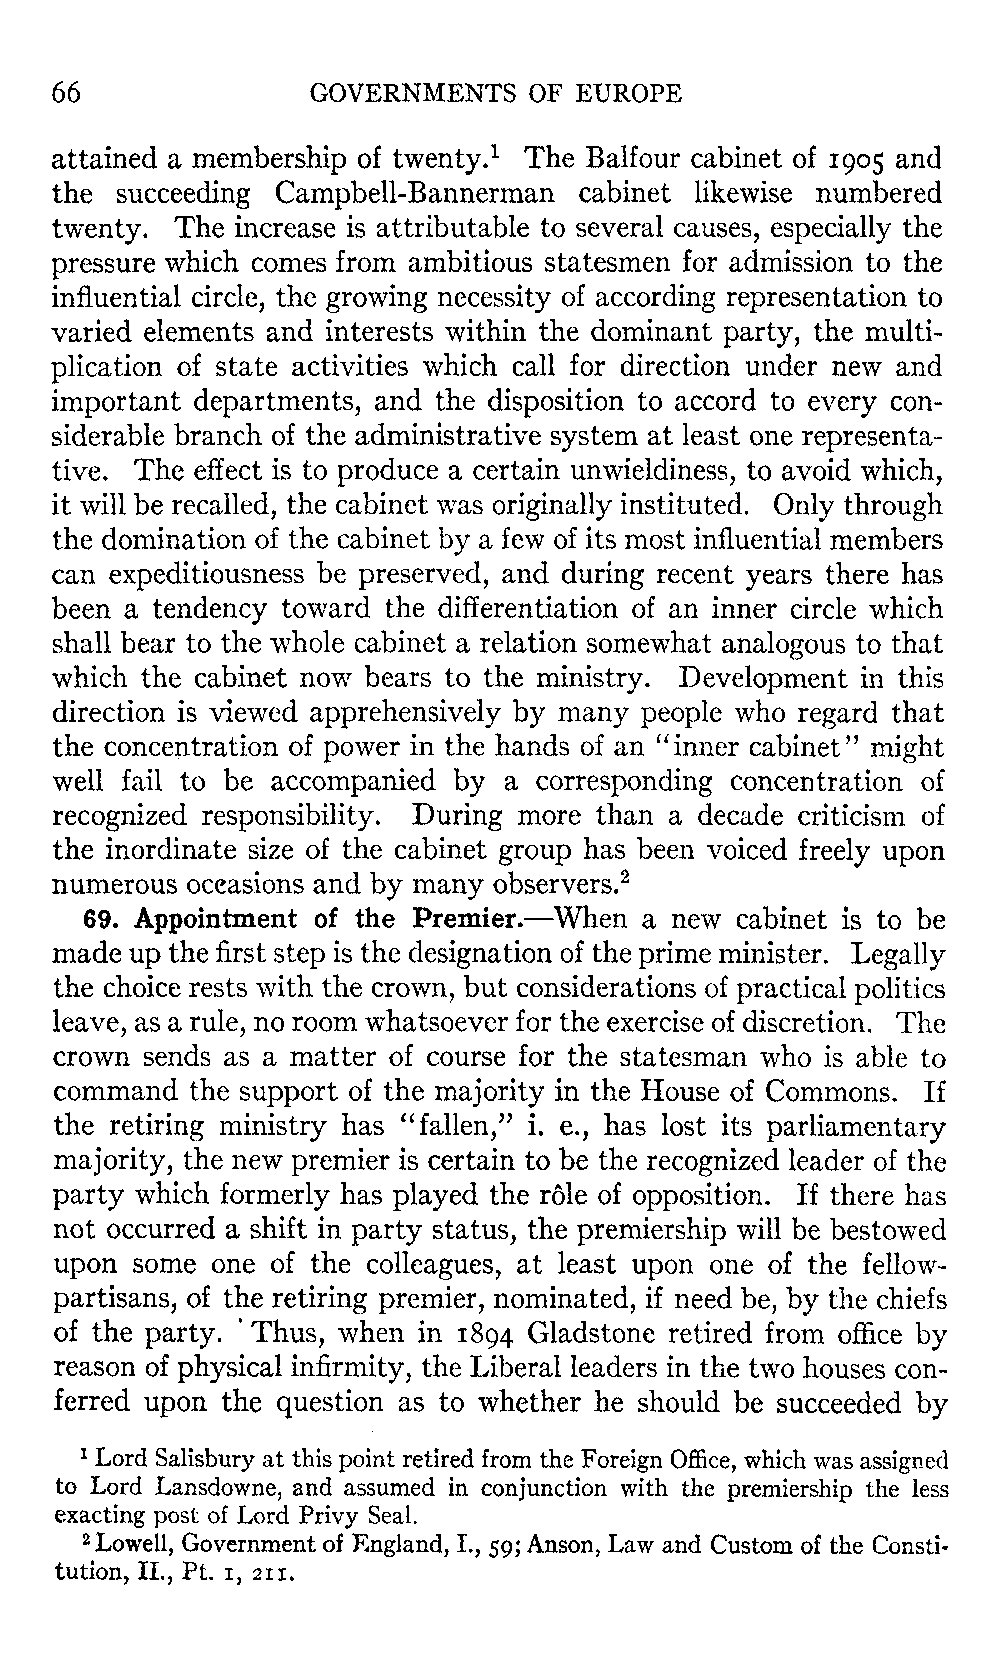 66 GOVERNMENTS OF EUROPE
attained a membership of twenty.¹ The Balfour cabinet of 1905 and
the succeeding Campbell-Bannerman cabinet likewise numbered
twenty. The increase is attributable to several causes, especially the
pressure which comes from ambitious statesmen for admission to the
influential circle, the growing necessity of according representation to
varied elements and interests within the dominant party, the multi-
plication of state activities which call for direction under new and
important departments, and the disposition to accord to every con-
siderable branch of the administrative system at least one representa-
tive. The effect is to produce a certain unwieldiness, to avoid which,
it will be recalled, the cabinet was originally instituted. Only through
the domination of the cabinet by a few of its most influential members
can expeditiousness be preserved, and during recent years there has
been a tendency toward the differentiation of an inner circle which
shall bear to the whole cabinet a relation somewhat analogous to that
which the cabinet now bears to the ministry. Development in this
direction is viewed apprehensively by many people who regard that
the concentration of power in the hands of an "inner cabinet" might
well fail to be accompanied by a corresponding concentration of
recognized responsibility. During more than a decade criticism of
the inordinate size of the cabinet group has been voiced freely upon
numerous occasions and by many observers.²
69. Appointment of the Premier.—When a new cabinet is to be
made up the first step is the designation of the prime minister. Legally
the choice rests with the crown, but considerations of practical politics
leave, as a rule, no room whatsoever for the exercise of discretion. The
crown sends as a matter of course for the statesman who is able to
command the support of the majority in the House of Commons. If
the retiring ministry has "fallen," i. e., has lost its parliamentary
majority, the new premier is certain to be the recognized leader of the
party which formerly has played the rôle of opposition. If there has
not occurred a shift in party status, the premiership will be bestowed
upon some one of the colleagues, at least upon one of the fellow-
partisans, of the retiring premier, nominated, if need be, by the chiefs
of the party. Thus, when in 1894 Gladstone retired from office by
reason of physical infirmity, the Liberal leaders in the two houses con-
ferred upon the question as to whether he should be succeeded by
¹ Lord Salisbury at this point retired from the Foreign Office, which was assigned
to Lord Lansdowne, and assumed in conjunction with the premiership the less
exacting post of Lord Privy Seal.
² Lowell, Government of England, I., 59; Anson, Law and Custom of the Consti-
tution, II., Pt. 1, 211.